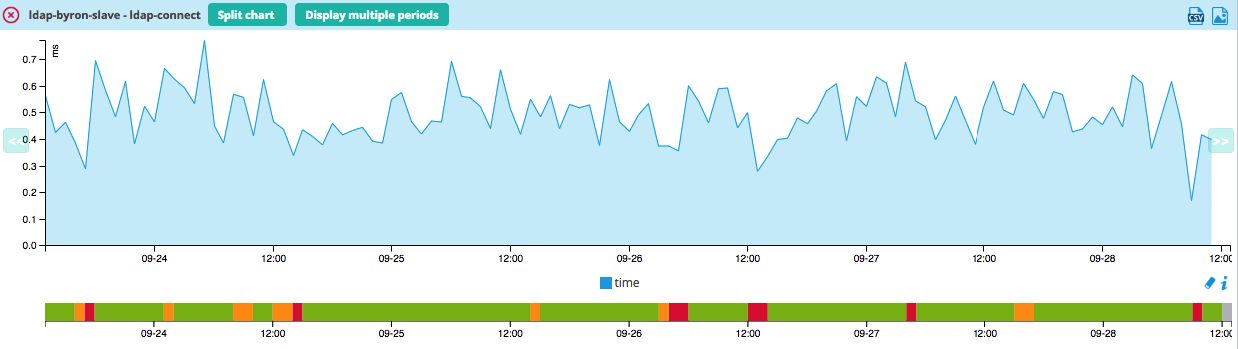 ldap-byron-slave - ldap-connect Split chart Display multiple periods CSV
ms
0.7
0.6
0.5
0.4
<< >>
0.3
0.2
0.1
0.0
09-24 12:00 09-25 12:00 09-26 12:00 09-27 12:00 09-28 12:00
time
i
09-24 12:00 09-25 12:00 09-26 12:00 09-27 12:00 09-28 12:00